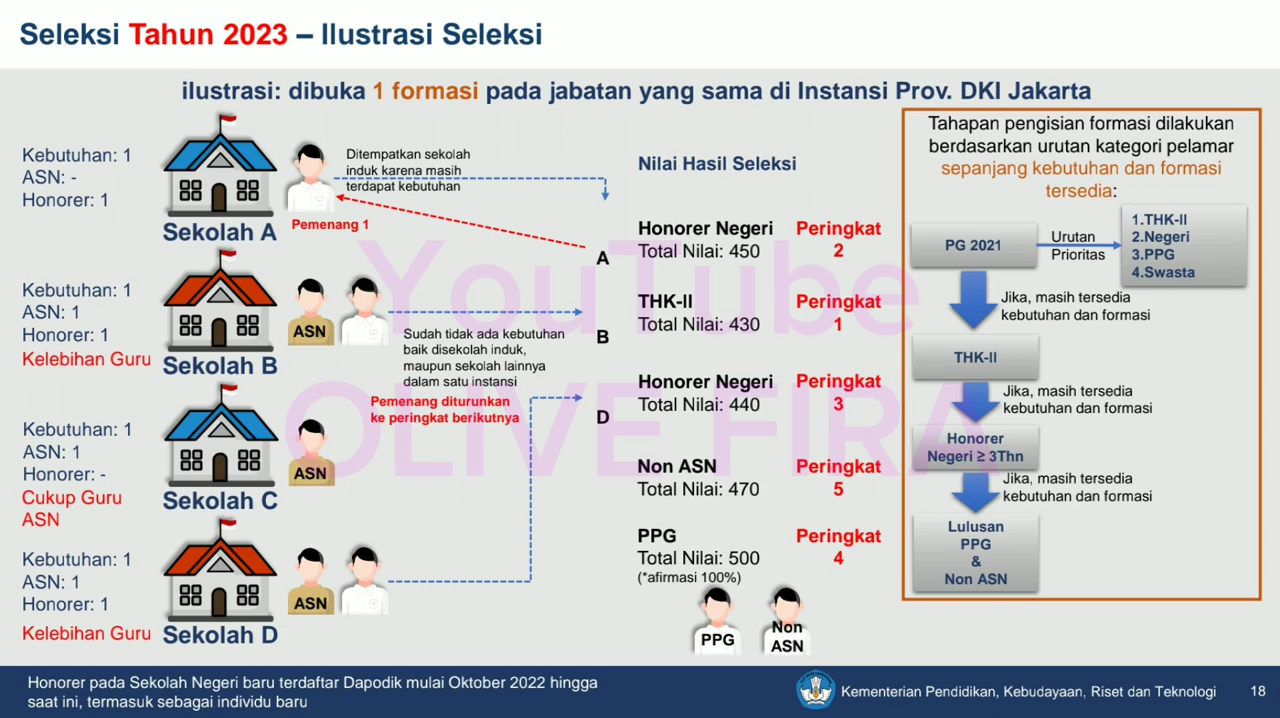 Seleksi Tahun 2023 – Ilustrasi Seleksi
ilustrasi: dibuka 1 formasi pada jabatan yang sama di Instansi Prov. DKI Jakarta
Kebutuhan: 1
ASN: -
Honorer: 1
Sekolah A
Ditempatkan sekolah
induk karena masih
terdapat kebutuhan
Pemenang 1
Kebutuhan: 1
ASN: 1
Honorer: 1
Kelebihan Guru
Sekolah B
ASN
Sudah tidak ada kebutuhan
baik disekolah induk,
maupun sekolah lainnya
dalam satu instansi
Pemenang diturunkan
ke peringkat berikutnya
Kebutuhan: 1
ASN: 1
Honorer: -
Cukup Guru
ASN
Sekolah C
ASN
Kebutuhan: 1
ASN: 1
Honorer: 1
Kelebihan Guru
Sekolah D
ASN
Nilai Hasil Seleksi
A
Honorer Negeri
Total Nilai: 450
Peringkat
2
B
THK-II
Total Nilai: 430
Peringkat
1
D
Honorer Negeri
Total Nilai: 440
Peringkat
3
Non ASN
Total Nilai: 470
Peringkat
5
PPG
Total Nilai: 500
(*afirmasi 100%)
Peringkat
4
PPG
Non
ASN
Tahapan pengisian formasi dilakukan
berdasarkan urutan kategori pelamar
sepanjang kebutuhan dan formasi
tersedia:
PG 2021
Urutan
Prioritas
1.THK-II
2.Negeri
3.PPG
4.Swasta
Jika, masih tersedia
kebutuhan dan formasi
THK-II
Jika, masih tersedia
kebutuhan dan formasi
Honorer
Negeri ≥ 3Thn
Jika, masih tersedia
kebutuhan dan formasi
Lulusan
PPG
&
Non ASN
YouTube
OLIVE FIRA
Honorer pada Sekolah Negeri baru terdaftar Dapodik mulai Oktober 2022 hingga
saat ini, termasuk sebagai individu baru
Kementerian Pendidikan, Kebudayaan, Riset dan Teknologi
18